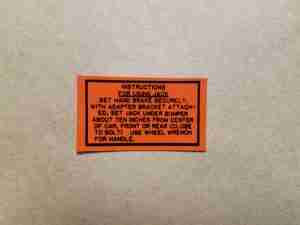 INSTRUCTIONS
FOR USING JACK
SET HAND BRAKE SECURELY,
WITH ADAPTER BRACKET ATTACH-
ED, SET JACK UNDER BUMPER
ABOUT TEN INCHES FROM CENTER
OF CAR, FRONT OR REAR (CLOSE
TO BOLT) USE WHEEL WRENCH
FOR HANDLE.